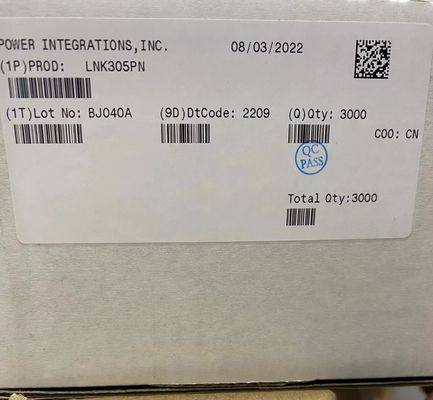 POWER INTEGRATIONS,INC. 08/03/2022
(1P)PROD: LNK305PN
(1T)Lot No: BJ040A (9D)DtCode: 2209 (Q)Qty: 3000
COO: CN
QC
PASS
Total Qty:3000